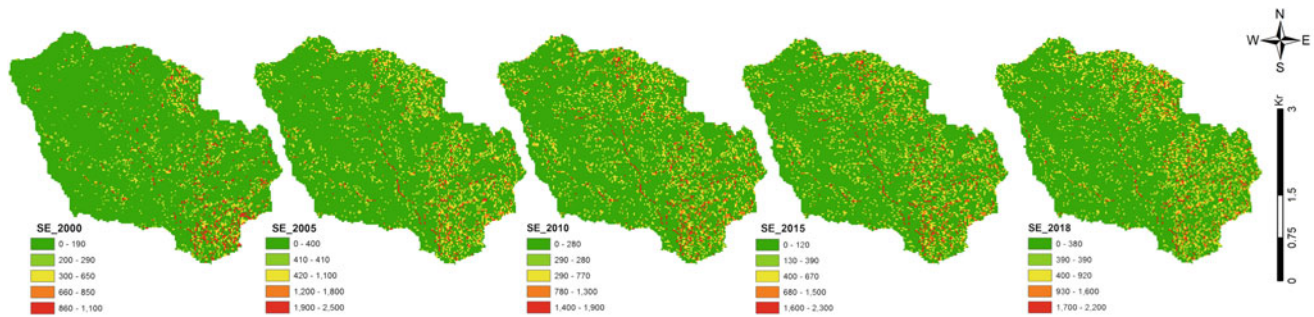 N
W E
S
SE_2000
0 - 190
200 - 290
300 - 650
660 - 850
860 - 1,100
SE_2005
0 - 400
410 - 410
420 - 1,100
1,200 - 1,800
1,900 - 2,500
SE_2010
0 - 280
290 - 280
290 - 770
780 - 1,300
1,400 - 1,900
SE_2015
0 - 120
130 - 390
400 - 670
680 - 1,500
1,600 - 2,300
SE_2018
0 - 380
390 - 390
400 - 920
930 - 1,600
1,700 - 2,200
0 0.75 1.5 3
Kr